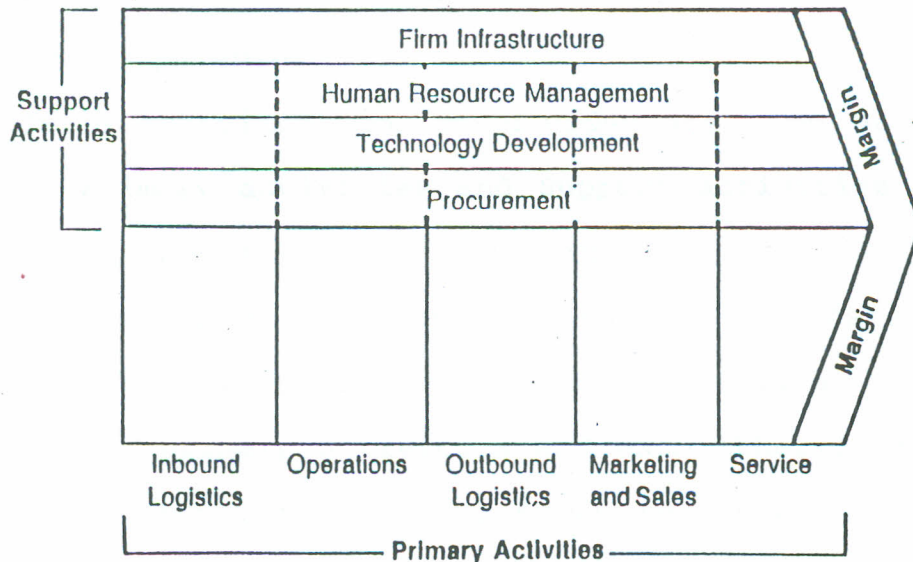 Firm Infrastructure
Support
Activities
Human Resource Management
Technology Development
Procurement
Margin
Margin
Inbound
Logistics
Operations
Outbound
Logistics
Marketing
and Sales
Service
Primary Activities